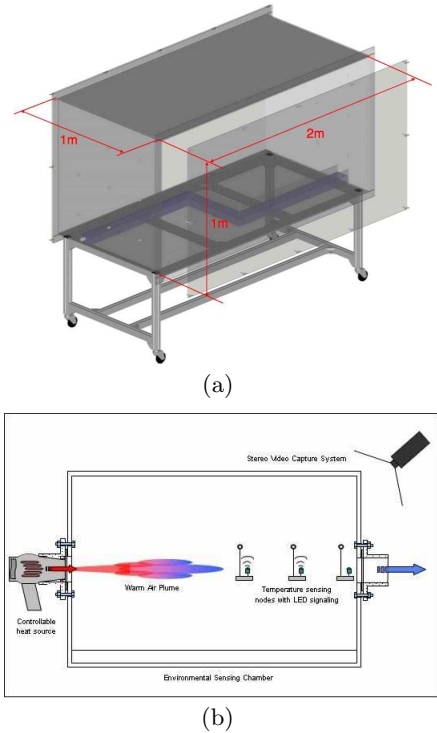 1m
2m
1m
(a)
Stereo Video Capture System
Warm Air Plume
Temperature sensing
nodes with LED signaling
Controllable
heat source
Environmental Sensing Chamber
(b)